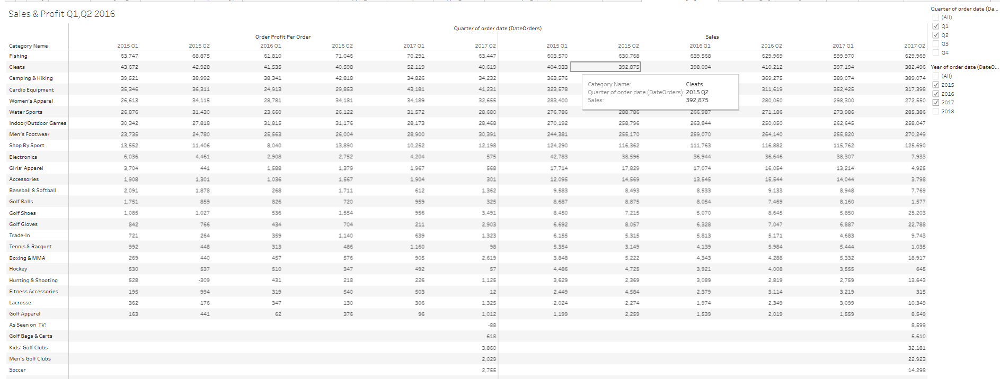 Sales & Profit Q1,Q2 2016
Quarter of order date (DateOrders)
Order Profit Per Order Sales
Category Name 2015 Q1 2015 Q2 2016 Q1 2016 Q2 2017 Q1 2017 Q2 2015 Q1 2015 Q2 2016 Q1 2016 Q2 2017 Q1 2017 Q2
Fishing 63,747 68,875 61,810 71,046 70,291 63,447 603,570 630,768 639,568 629,969 599,970 629,969
Cleats 43,672 42,928 41,535 40,598 52,119 40,619 404,933 392,875 398,094 410,212 397,194 382,496
Camping & Hiking 39,521 38,992 38,341 42,818 34,826 34,232 363,576 369,275 389,074 389,074
Cardio Equipment 35,346 36,311 24,913 29,853 43,181 41,231 323,578 311,619 352,425 317,398
Women's Apparel 26,613 34,115 28,781 34,181 34,189 32,655 283,400 280,050 298,300 272,550
Water Sports 26,876 31,430 23,660 26,122 31,572 28,680 276,786 288,786 266,987 271,186 273,986 285,386
Indoor/Outdoor Games 30,342 27,818 31,815 31,176 28,173 28,468 270,192 258,796 263,844 250,050 262,645 258,047
Men's Footwear 23,735 24,780 25,563 26,004 28,900 30,391 244,381 255,170 259,070 264,140 255,820 270,249
Shop By Sport 13,552 11,406 8,040 13,890 10,252 12,198 124,290 116,362 111,763 116,882 115,762 125,690
Electronics 6,036 4,461 2,908 2,752 4,204 575 42,783 38,596 36,944 36,646 38,307 7,933
Girls' Apparel 3,704 441 1,588 1,379 1,967 568 17,714 17,829 17,074 16,054 13,214 4,925
Accessories 1,908 1,301 1,036 1,567 1,904 301 12,095 14,569 13,545 15,544 14,044 3,798
Baseball & Softball 2,091 1,878 268 1,711 612 1,362 9,583 8,493 8,533 9,133 8,948 7,769
Golf Balls 1,751 859 826 720 959 325 8,687 8,875 8,054 7,469 8,160 1,577
Golf Shoes 1,085 1,027 536 1,554 956 3,491 8,450 7,215 5,070 8,645 5,850 25,203
Golf Gloves 842 766 434 704 211 2,903 6,692 8,057 6,328 7,047 6,887 22,788
Trade-In 721 264 359 1,140 639 1,323 6,155 5,315 5,813 5,171 4,683 9,743
Tennis & Racquet 992 448 313 486 1,160 98 5,354 3,149 4,139 5,984 5,444 1,035
Boxing & MMA 269 440 457 576 905 2,619 3,848 5,222 4,343 4,288 5,332 18,917
Hockey 530 537 510 347 492 57 4,486 4,725 3,921 4,008 3,555 645
Hunting & Shooting 528 -309 431 218 226 1,125 3,629 2,369 3,089 2,819 2,759 13,643
Fitness Accessories 195 994 319 540 503 12 2,449 4,584 2,379 3,114 3,219 315
Lacrosse 362 176 347 130 306 1,325 2,024 2,274 1,974 2,349 3,099 10,349
Golf Apparel 163 441 62 376 96 1,012 1,199 2,259 1,539 2,019 1,559 8,549
As Seen on TV! -88 8,599
Golf Bags & Carts 618 5,610
Kids' Golf Clubs 3,860 32,181
Men's Golf Clubs 2,029 22,923
Soccer 2,755 14,298
Category Name: Cleats
Quarter of order date (DateOrders): 2015 Q2
Sales: 392,875
Quarter of order date (Da...
(All)
Q1
Q2
Q3
Q4
Year of order date (DateO...
(All)
2015
2016
2017
2018